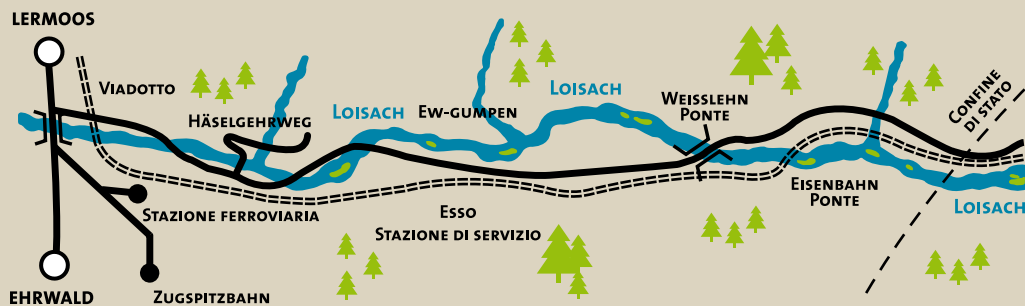 LERMOOS
VIADOTTO
HÄSELGEHRWEG
LOISACH
EW-GUMPEN
LOISACH
WEISSLEHN
PONTE
CONFINE
DI STATO
STAZIONE FERROVIARIA
ESSO
STAZIONE DI SERVIZIO
EISENBAHN
PONTE
LOISACH
EHRWALD
ZUGSPITZBAHN